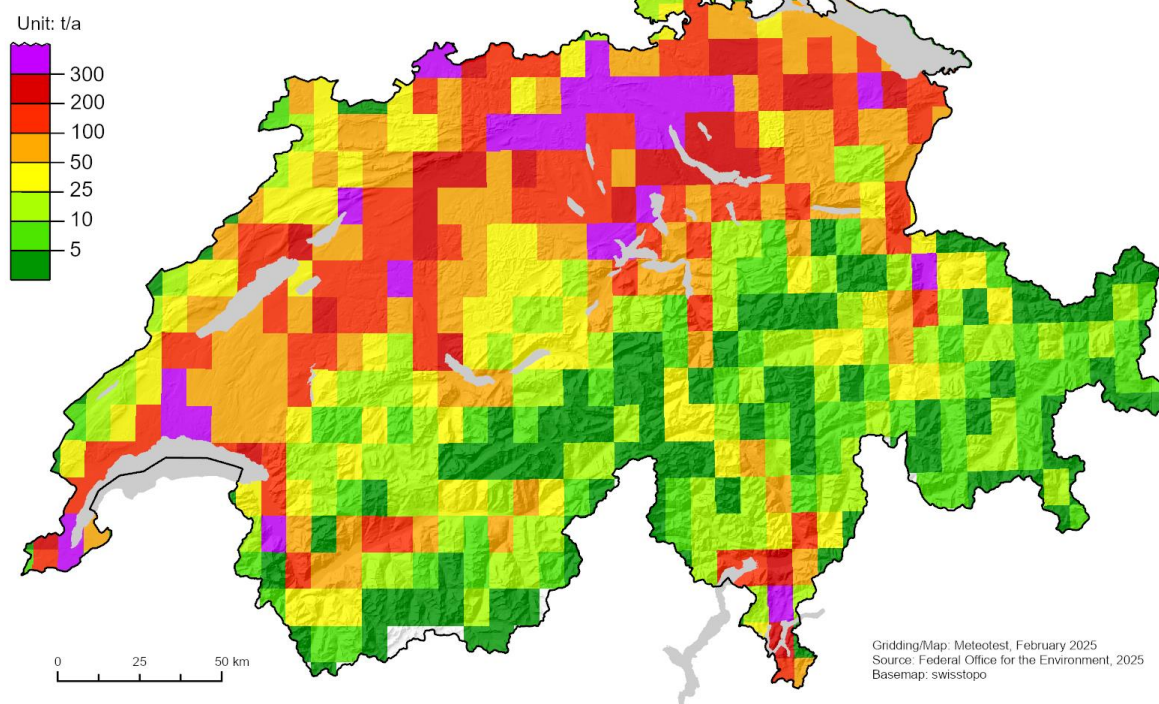 Unit: t/a
300
200
100
50
25
10
5
0 25 50 km
Gridding/Map: Meteotest, February 2025
Source: Federal Office for the Environment, 2025
Basemap: swisstopo